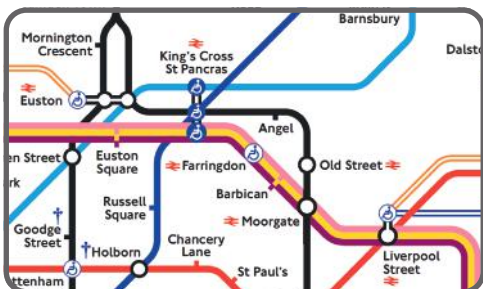 Barnsbury
Mornington
Crescent
King's Cross
St Pancras
Dalst
Euston
Angel
en Street
Euston
Square
Farringdon
Old Street
rk
Barbican
Russell
Square
Moorgate
Goodge
Street
Holborn
Chancery
Lane
Liverpool
Street
ttenham
St Paul's